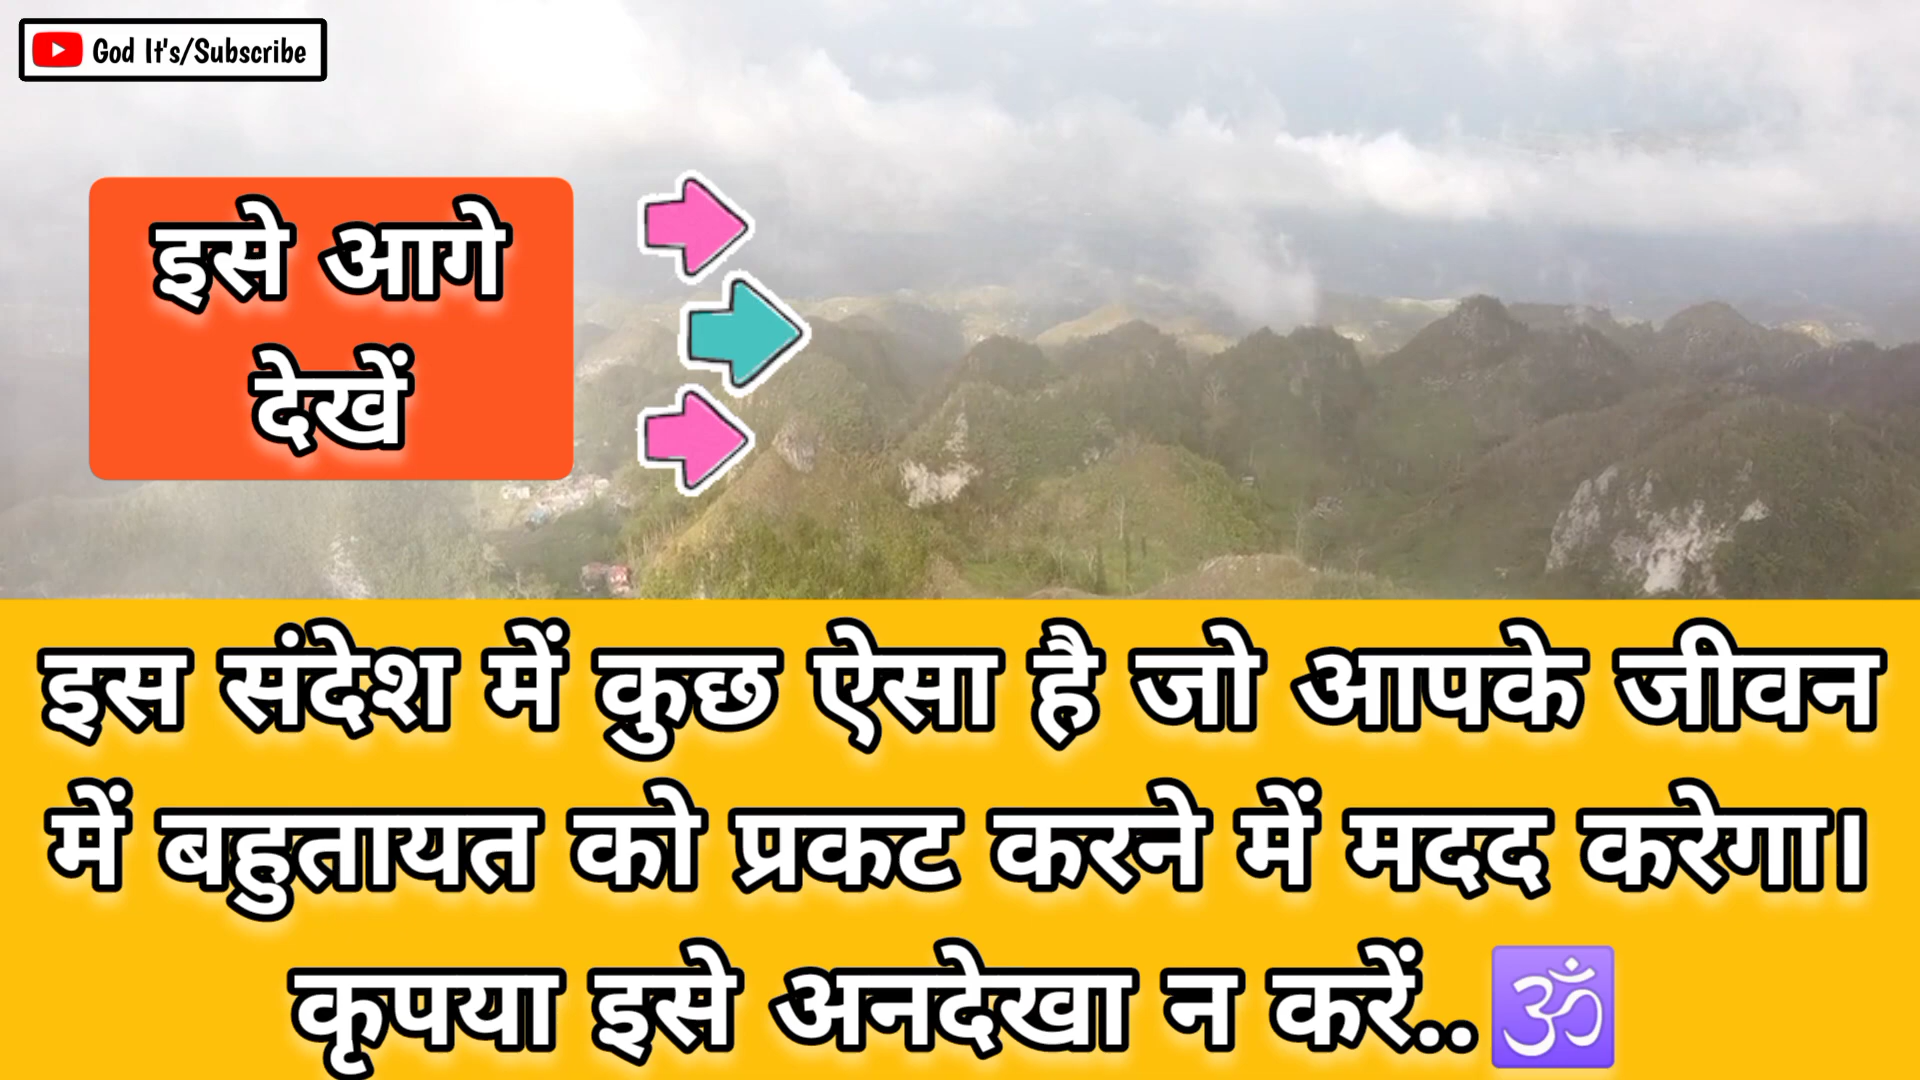 God It's/Subscribe
इसे आगे
देखें
इस संदेश में कुछ ऐसा है जो आपके जीवन
में बहुतायत को प्रकट करने में मदद करेगा।
कृपया इसे अनदेखा न करें..🕉